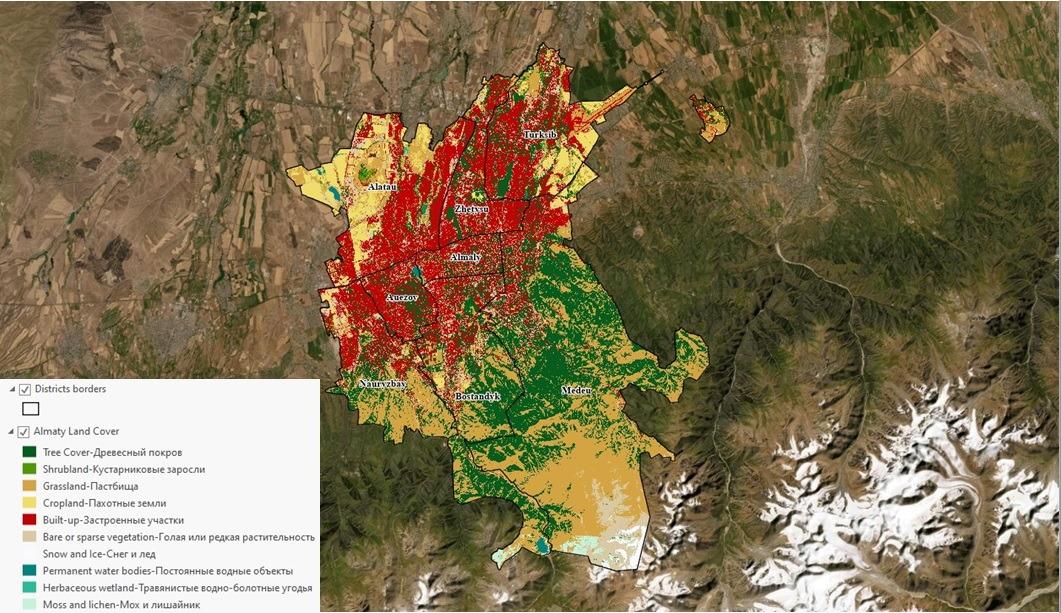 Turksib
Alatau
Zhetysu
Almaly
Auezov
Nauryzbay
Bostandyk
Medeu
Districts borders
Almaty Land Cover
Tree Cover-Древесный покров
Shrubland-Кустарниковые заросли
Grassland-Пастбища
Cropland-Пахотные земли
Built-up-Застроенные участки
Bare or sparse vegetation-Голая или редкая растительность
Snow and Ice-Снег и лед
Permanent water bodies-Постоянные водные объекты
Herbaceous wetland-Травянистые водно-болотные угодья
Moss and lichen-Мох и лишайник